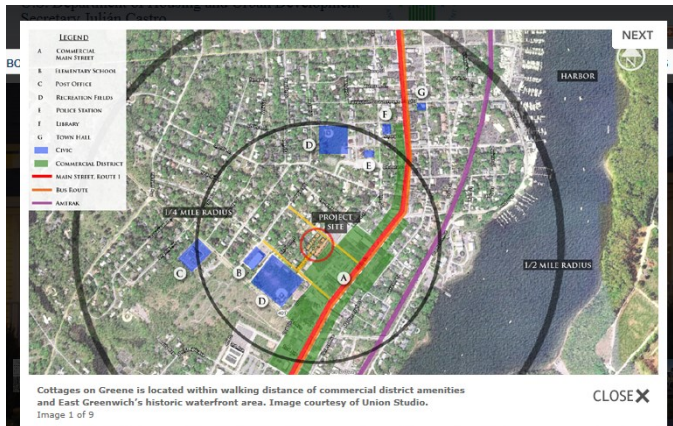 Secretary Julián Castro
NEXT
LEGEND
A COMMERCIAL
MAIN STREET
B ELEMENTARY SCHOOL
C POST OFFICE
D RECREATION FIELDS
E POLICE STATION
F LIBRARY
G TOWN HALL
CIVIC
COMMERCIAL DISTRICT
MAIN STREET, ROUTE 1
BUS ROUTE
AMTRAK
HARBOR
G
F
D
E
1/4 MILE RADIUS
PROJECT
SITE
C
B
A
D
1/2 MILE RADIUS
Cottages on Greene is located within walking distance of commercial district amenities
and East Greenwich's historic waterfront area. Image courtesy of Union Studio.
Image 1 of 9
CLOSE X